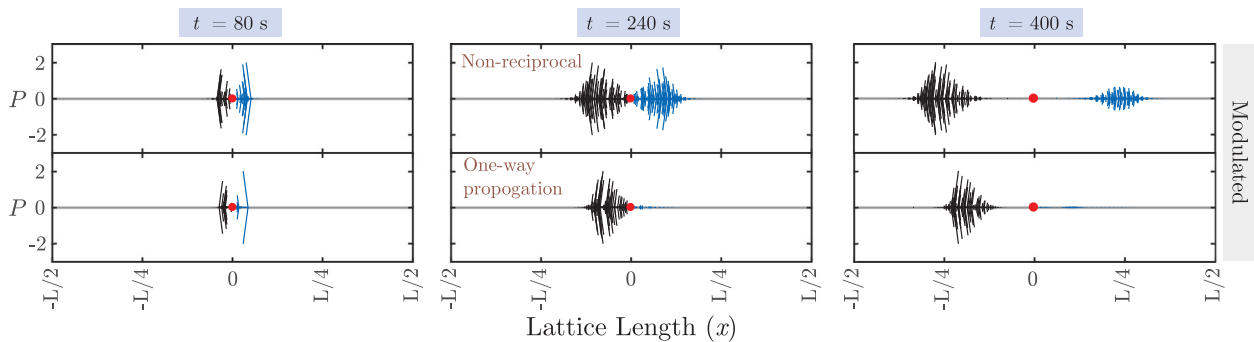 t = 80 s
t = 240 s
t = 400 s
P
2
0
-2
Non-reciprocal
P
2
0
-2
One-way
propogation
Modulated
-L/2
-L/4
0
L/4
L/2
-L/2
-L/4
0
L/4
L/2
-L/2
-L/4
0
L/4
L/2
Lattice Length (x)